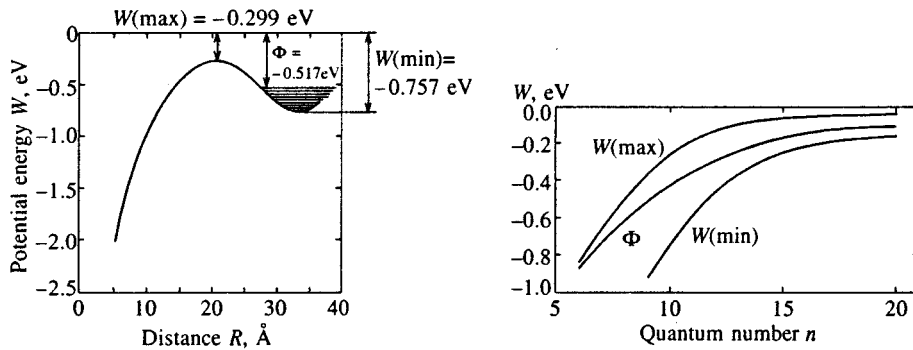 W(max) = −0.299 eV
Φ =
−0.517eV
W(min)=
−0.757 eV
Potential energy W, eV
0
−0.5
−1.0
−1.5
−2.0
−2.5
0
10
20
30
40
Distance R, Å
W, eV
0.0
−0.2
−0.4
−0.6
−0.8
−1.0
W(max)
Φ
W(min)
5
10
15
20
Quantum number n